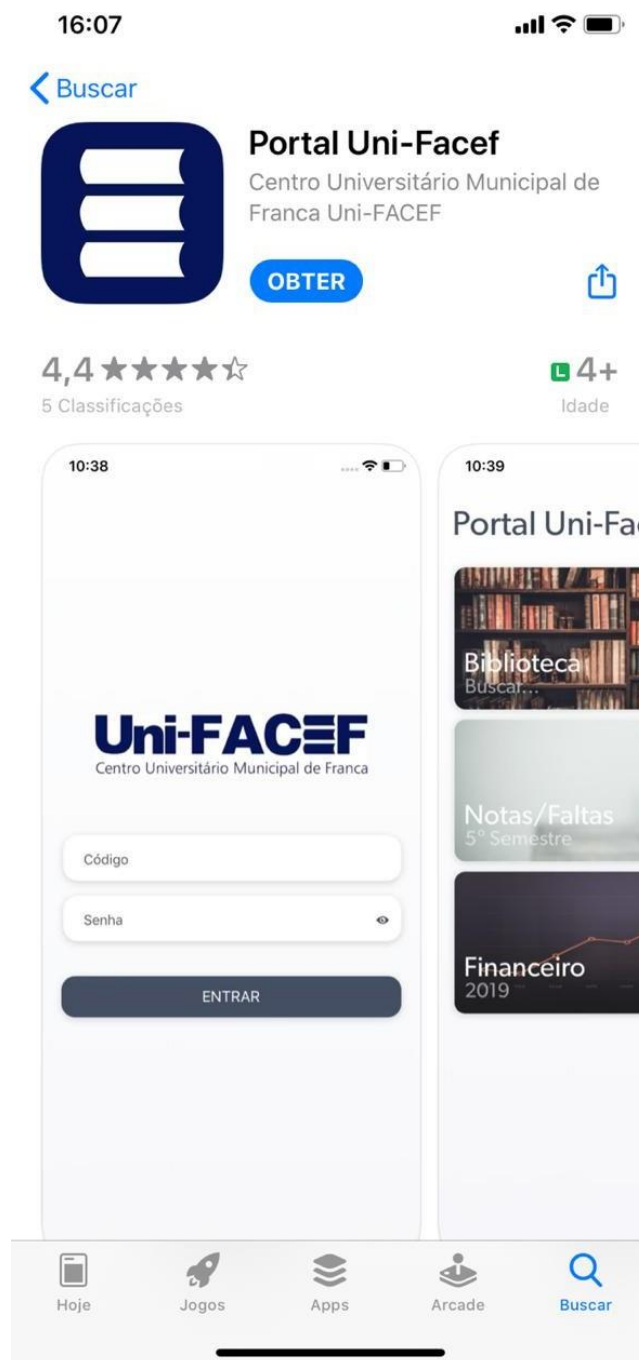 16:07
Buscar
Portal Uni-Facef
Centro Universitário Municipal de
Franca Uni-FACEF
OBTER
4,4
L 4+
5 Classificações
Idade
10:38
Uni-FACEF
Centro Universitário Municipal de Franca
Código
Senha
ENTRAR
10:39
Portal Uni-Fac
Biblioteca
Buscar...
Notas/Faltas
5º Semestre
Financeiro
2019
Hoje
Jogos
Apps
Arcade
Buscar